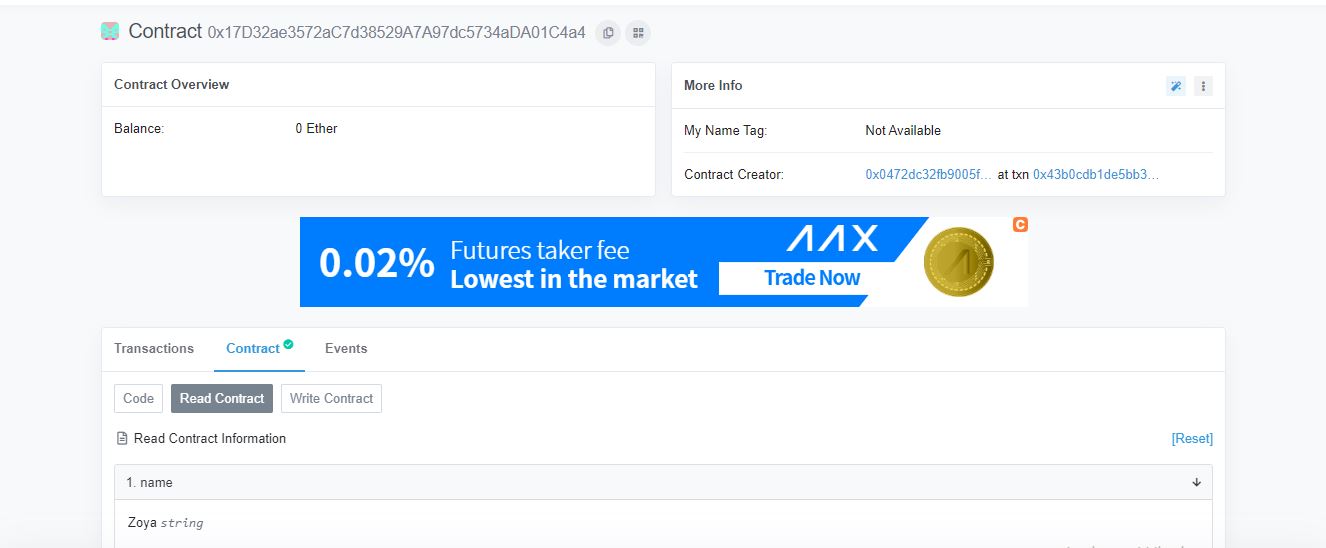 Contract 0x17D32ae3572aC7d38529A7A97dc5734aDA01C4a4
Contract Overview
Balance: 0 Ether
More Info
My Name Tag: Not Available
Contract Creator: 0x0472dc32fb9005f... at txn 0x43b0cdb1de5bb3...
0.02% Futures taker fee
Lowest in the market
AAX
Trade Now
C
Transactions Contract Events
Code Read Contract Write Contract
Read Contract Information [Reset]
1. name
Zoya string